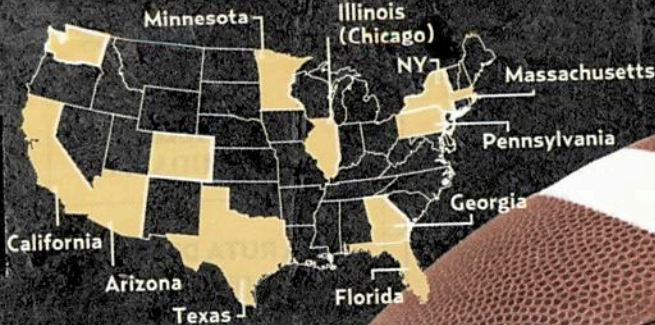 Minnesota
Illinois
(Chicago)
NY
Massachusetts
Pennsylvania
Georgia
California
Arizona
Texas
Florida